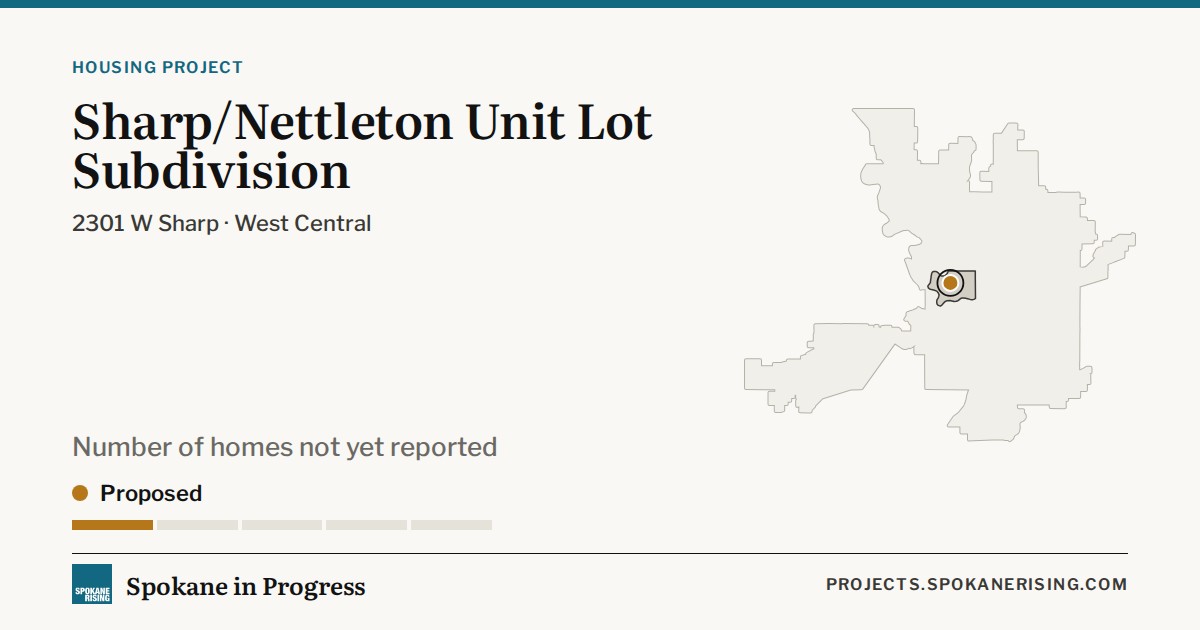 HOUSING PROJECT
Sharp/Nettleton Unit Lot
Subdivision
2301 W Sharp · West Central
Number of homes not yet reported
Proposed
SPOKANE
RISING
Spokane in Progress
PROJECTS.SPOKANERISING.COM